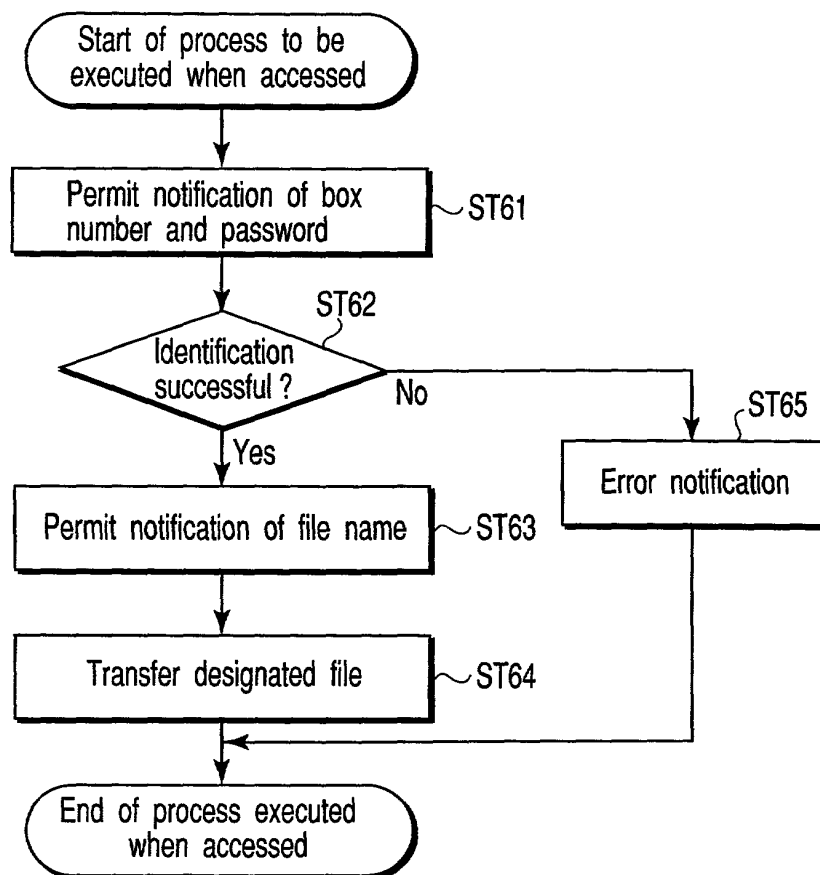 Start of process to be
executed when accessed
Permit notification of box
number and password
ST61
ST62
Identification
successful ?
No
Yes
ST65
Error notification
Permit notification of file name
ST63
Transfer designated file
ST64
End of process executed
when accessed